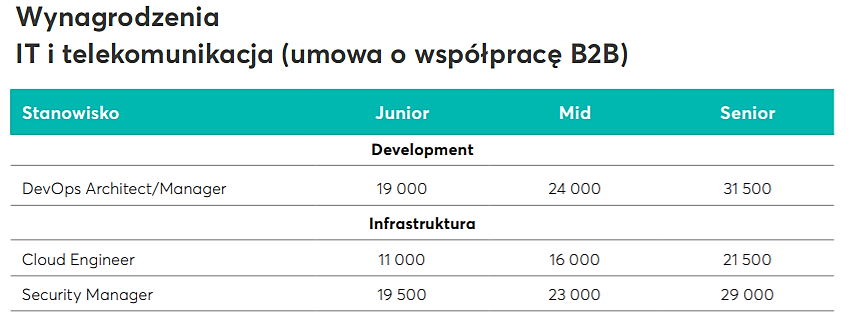 Wynagrodzenia
IT i telekomunikacja (umowa o współpracę B2B)
Stanowisko Junior Mid Senior
Development
DevOps Architect/Manager 19 000 24 000 31 500
Infrastruktura
Cloud Engineer 11 000 16 000 21 500
Security Manager 19 500 23 000 29 000